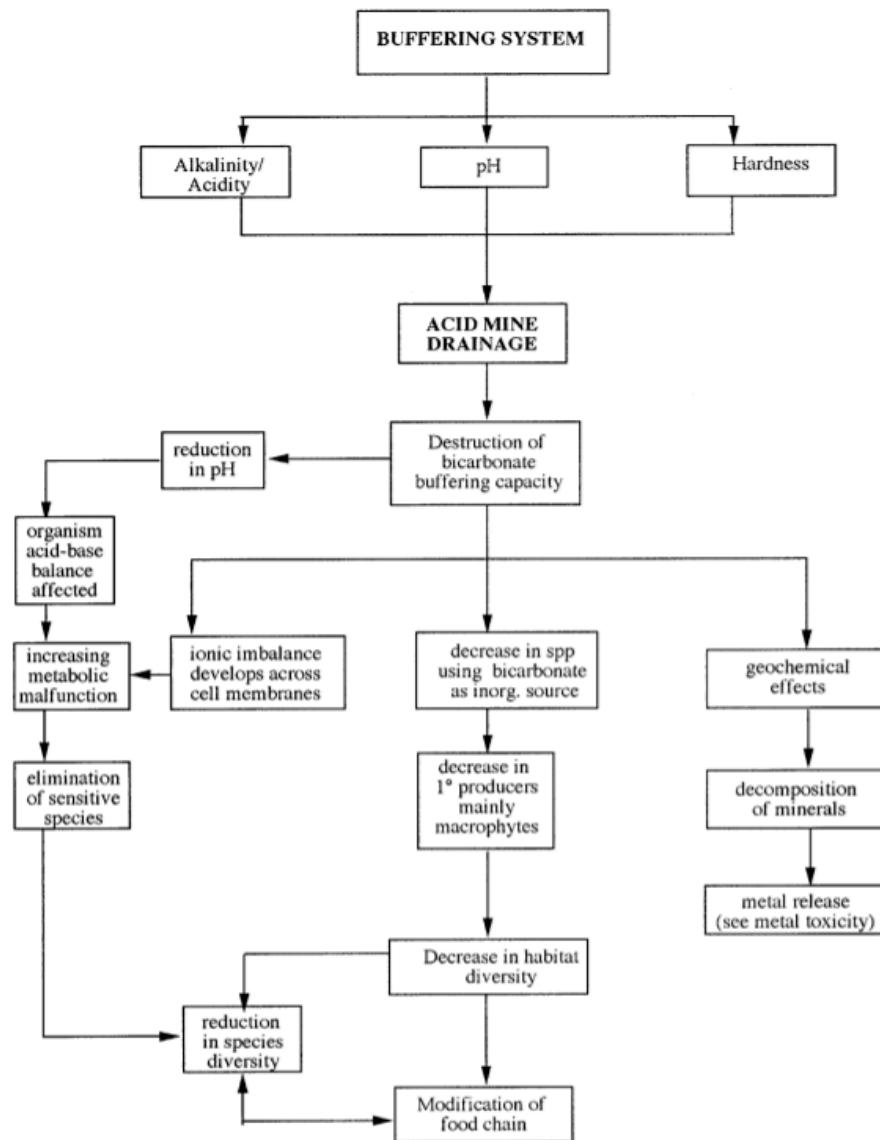 BUFFERING SYSTEM
Alkalinity/
Acidity
pH
Hardness
ACID MINE
DRAINAGE
reduction
in pH
Destruction of
bicarbonate
buffering capacity
organism
acid-base
balance
affected
increasing
metabolic
malfunction
ionic imbalance
develops across
cell membranes
decrease in spp
using bicarbonate
as inorg. source
geochemical
effects
elimination
of sensitive
species
decrease in
1° producers
mainly
macrophytes
decomposition
of minerals
metal release
(see metal toxicity)
Decrease in habitat
diversity
reduction
in species
diversity
Modification of
food chain